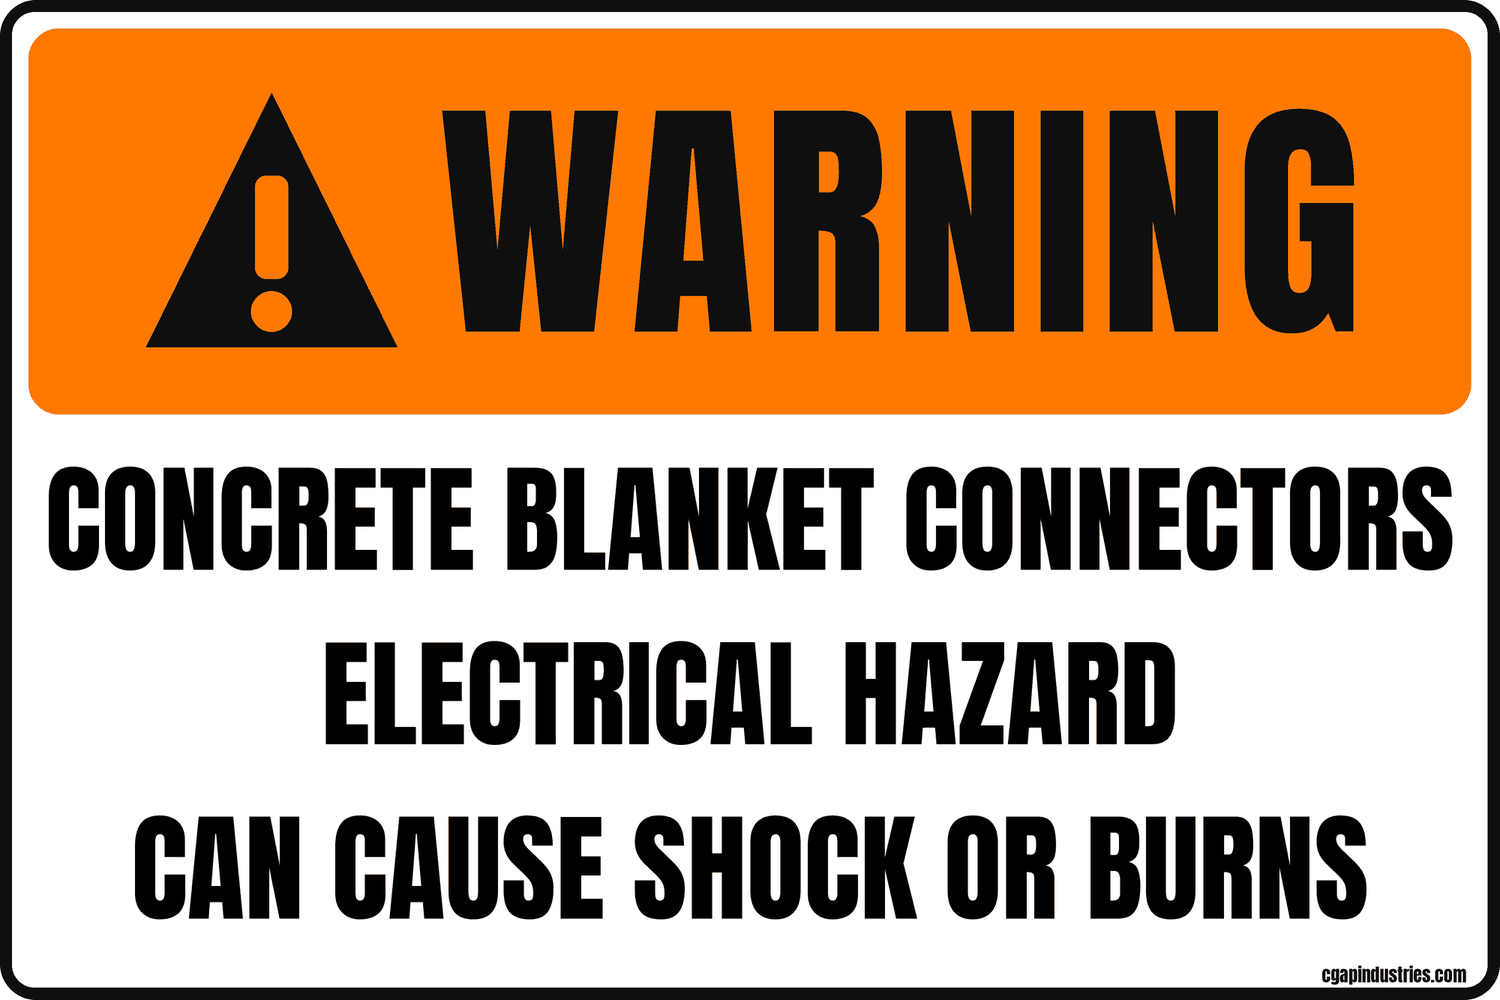 WARNING
CONCRETE BLANKET CONNECTORS
ELECTRICAL HAZARD
CAN CAUSE SHOCK OR BURNS
cgapindustries.com